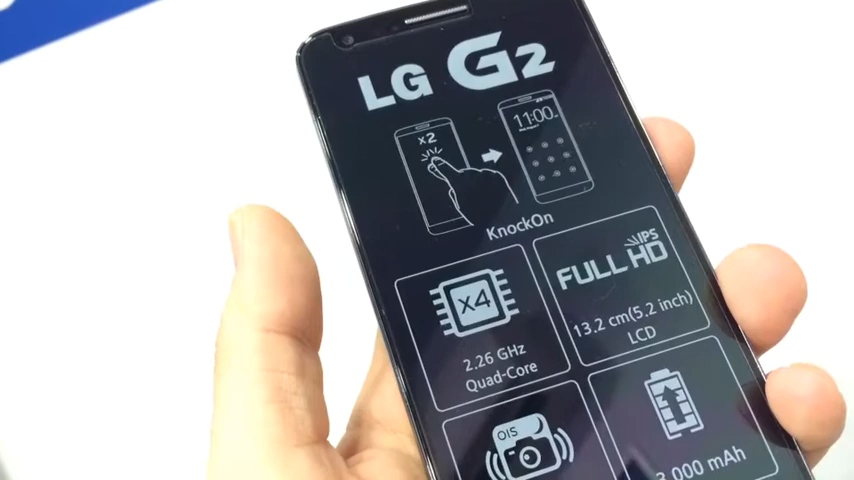 LG G2
x2
11:00
KnockOn
x4
2.26 GHz
Quad-Core
IPS
FULL HD
13.2 cm(5.2 inch)
LCD
OIS
3,000 mAh